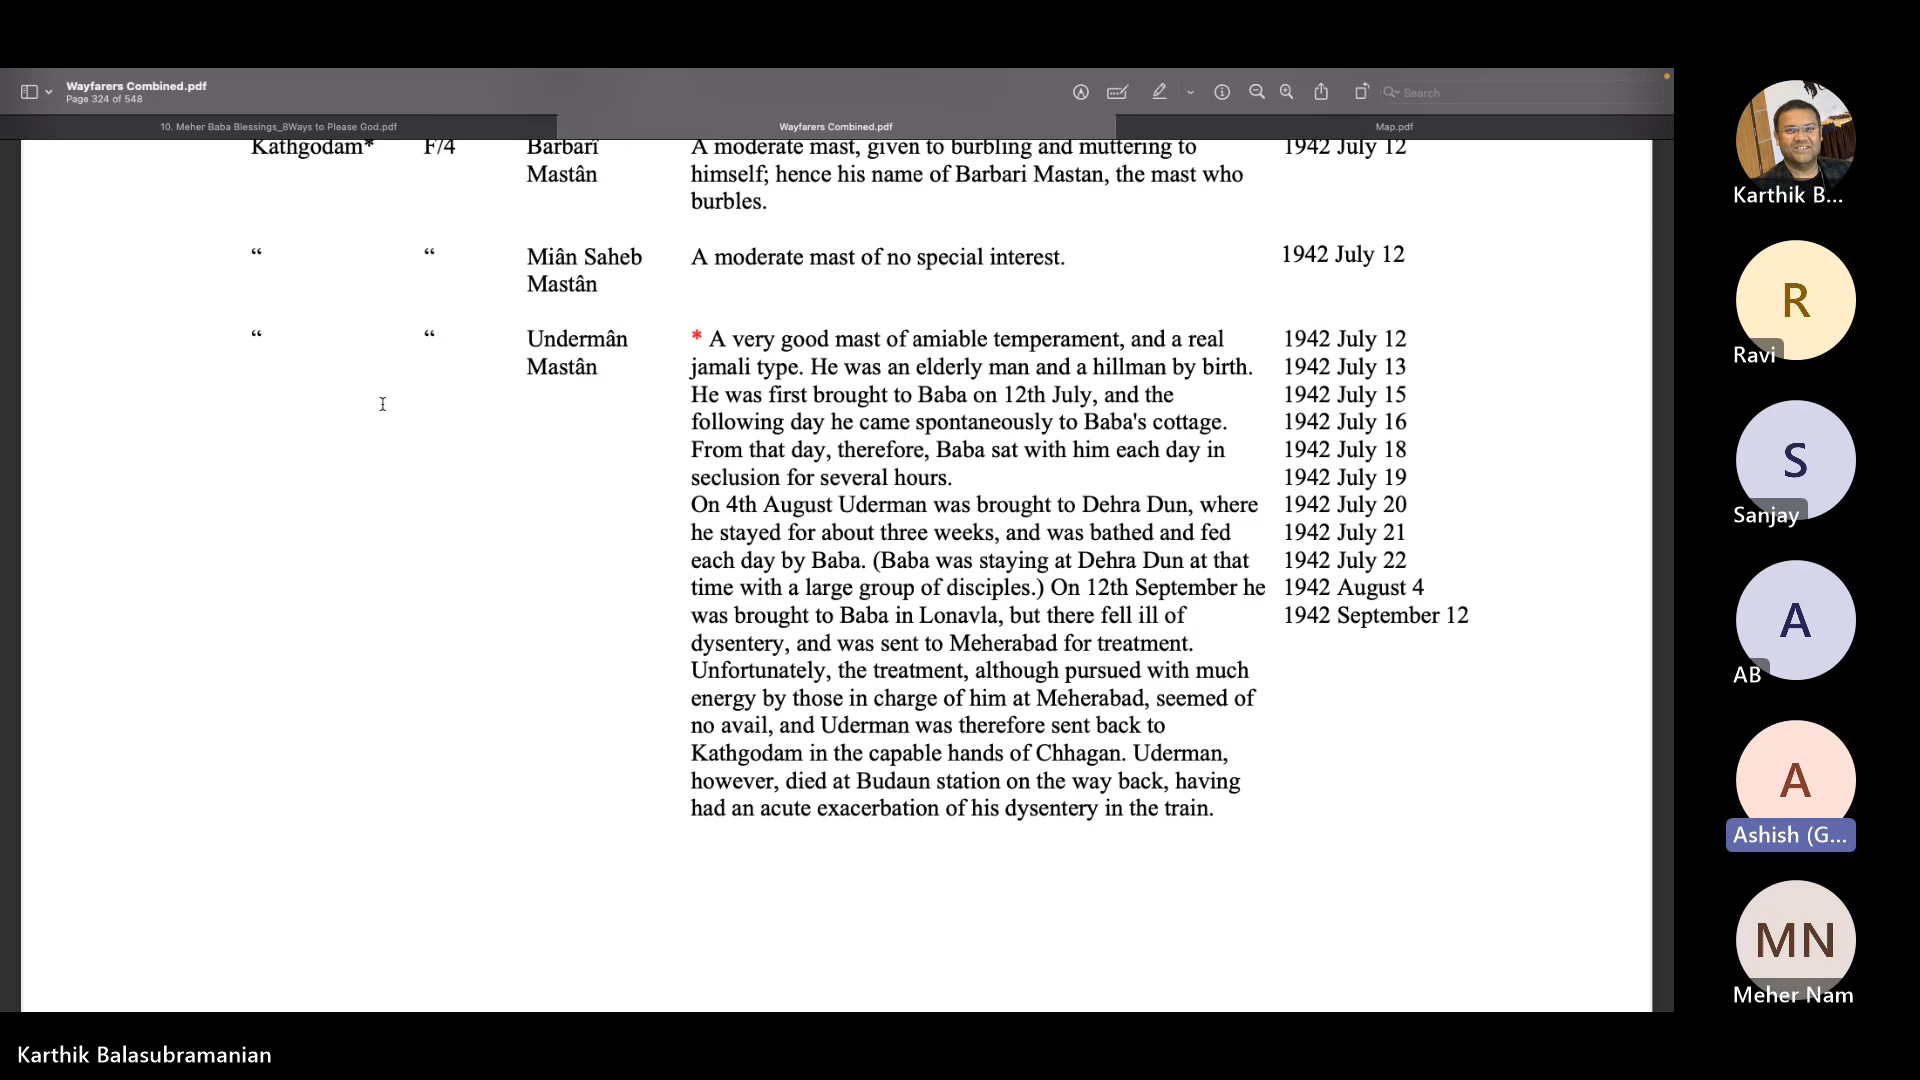 Wayfarers Combined.pdf
Page 324 of 548
Search
10. Meher Baba Blessings_8Ways to Please God.pdf
Wayfarers Combined.pdf
Map.pdf
Kathgodam* F/4 Barbari A moderate mast, given to burbling and muttering to 1942 July 12
Mastân himself; hence his name of Barbari Mastan, the mast who
burbles.
“ “ Miân Saheb A moderate mast of no special interest. 1942 July 12
Mastân
“ “ Undermân * A very good mast of amiable temperament, and a real 1942 July 12
Mastân jamali type. He was an elderly man and a hillman by birth. 1942 July 13
He was first brought to Baba on 12th July, and the 1942 July 15
following day he came spontaneously to Baba's cottage. 1942 July 16
From that day, therefore, Baba sat with him each day in 1942 July 18
seclusion for several hours. 1942 July 19
On 4th August Uderman was brought to Dehra Dun, where 1942 July 20
he stayed for about three weeks, and was bathed and fed 1942 July 21
each day by Baba. (Baba was staying at Dehra Dun at that 1942 July 22
time with a large group of disciples.) On 12th September he 1942 August 4
was brought to Baba in Lonavla, but there fell ill of 1942 September 12
dysentery, and was sent to Meherabad for treatment.
Unfortunately, the treatment, although pursued with much
energy by those in charge of him at Meherabad, seemed of
no avail, and Uderman was therefore sent back to
Kathgodam in the capable hands of Chhagan. Uderman,
however, died at Budaun station on the way back, having
had an acute exacerbation of his dysentery in the train.
Karthik B...
R
Ravi
S
Sanjay
A
AB
A
Ashish (G...
MN
Meher Nam
Karthik Balasubramanian